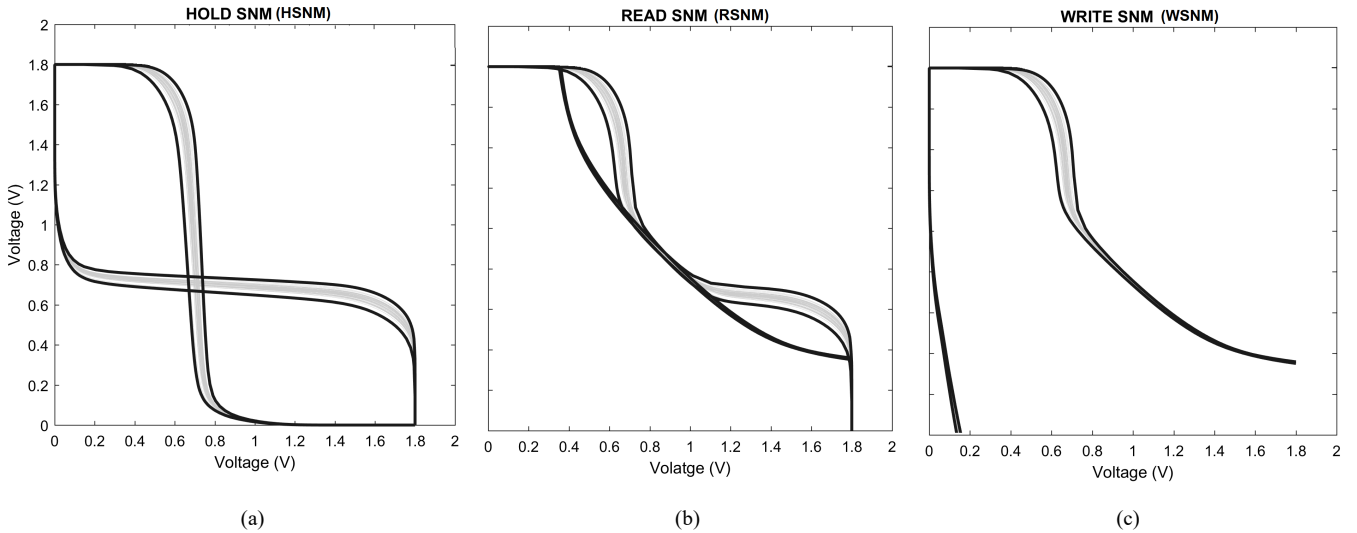 HOLD SNM (HSNM)
READ SNM (RSNM)
WRITE SNM (WSNM)
2
1.8
1.6
1.4
1.2
1
0.8
0.6
0.4
0.2
0
Voltage (V)
0 0.2 0.4 0.6 0.8 1 1.2 1.4 1.6 1.8 2
Voltage (V)
0 0.2 0.4 0.6 0.8 1 1.2 1.4 1.6 1.8 2
Volatge (V)
0 0.2 0.4 0.6 0.8 1 1.2 1.4 1.6 1.8 2
Voltage (V)
(a)
(b)
(c)